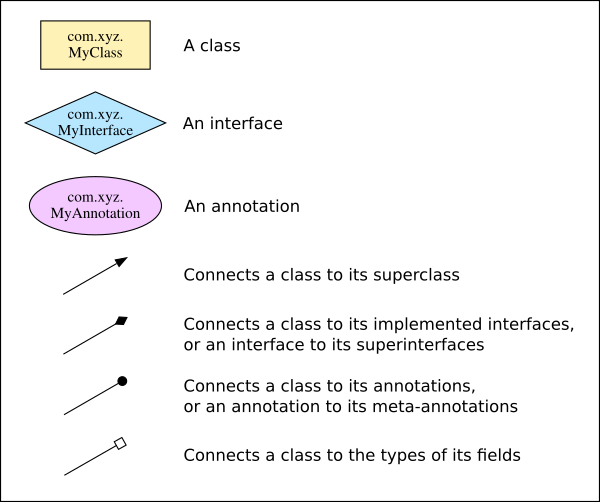 com.xyz.
MyClass
A class
com.xyz.
MyInterface
An interface
com.xyz.
MyAnnotation
An annotation
Connects a class to its superclass
Connects a class to its implemented interfaces,
or an interface to its superinterfaces
Connects a class to its annotations,
or an annotation to its meta-annotations
Connects a class to the types of its fields